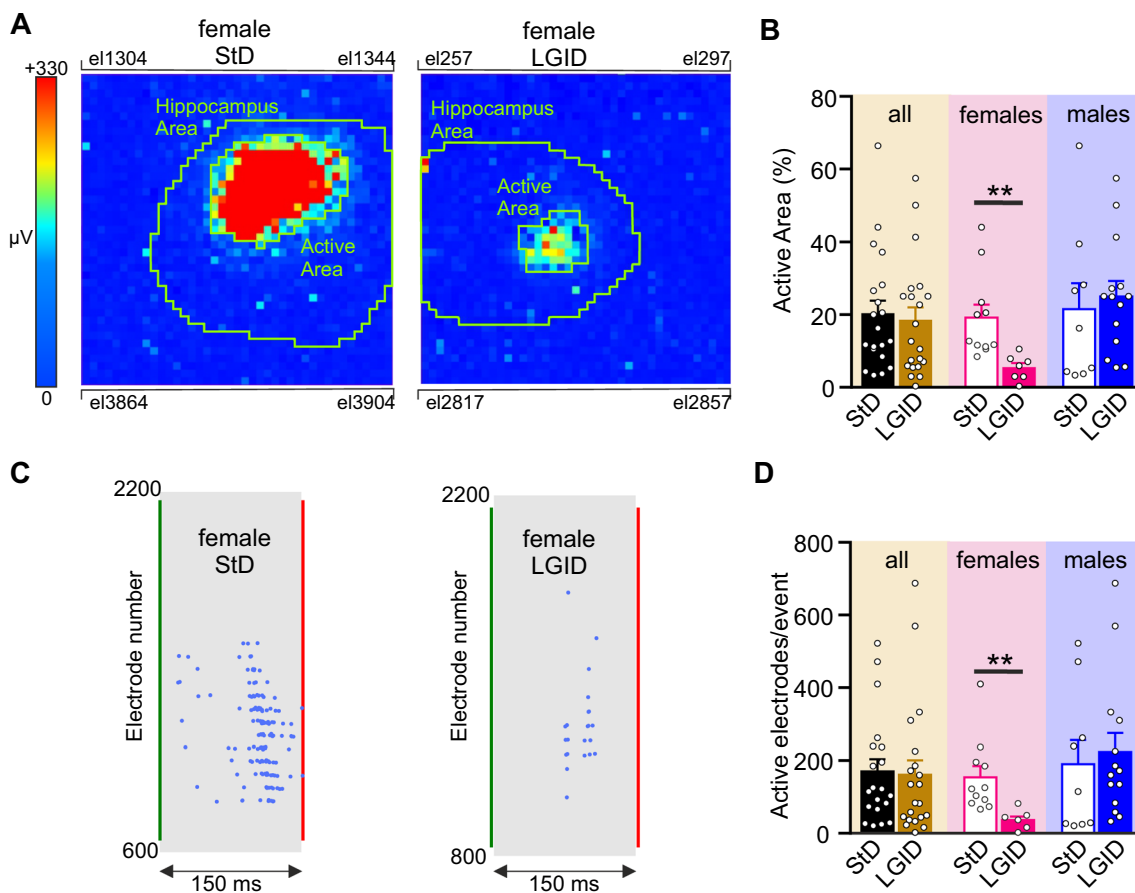 A
female
StD
female
LGID
el1304
el1344
el257
el297
+330
µV
0
Hippocampus
Area
Active
Area
Hippocampus
Area
Active
Area
el3864
el3904
el2817
el2857
B
Active Area (%)
80
60
40
20
0
all
females
males
**
StD
LGID
StD
LGID
StD
LGID
C
2200
Electrode number
600
female
StD
150 ms
2200
Electrode number
800
female
LGID
150 ms
D
Active electrodes/event
800
600
400
200
0
all
females
males
**
StD
LGID
StD
LGID
StD
LGID